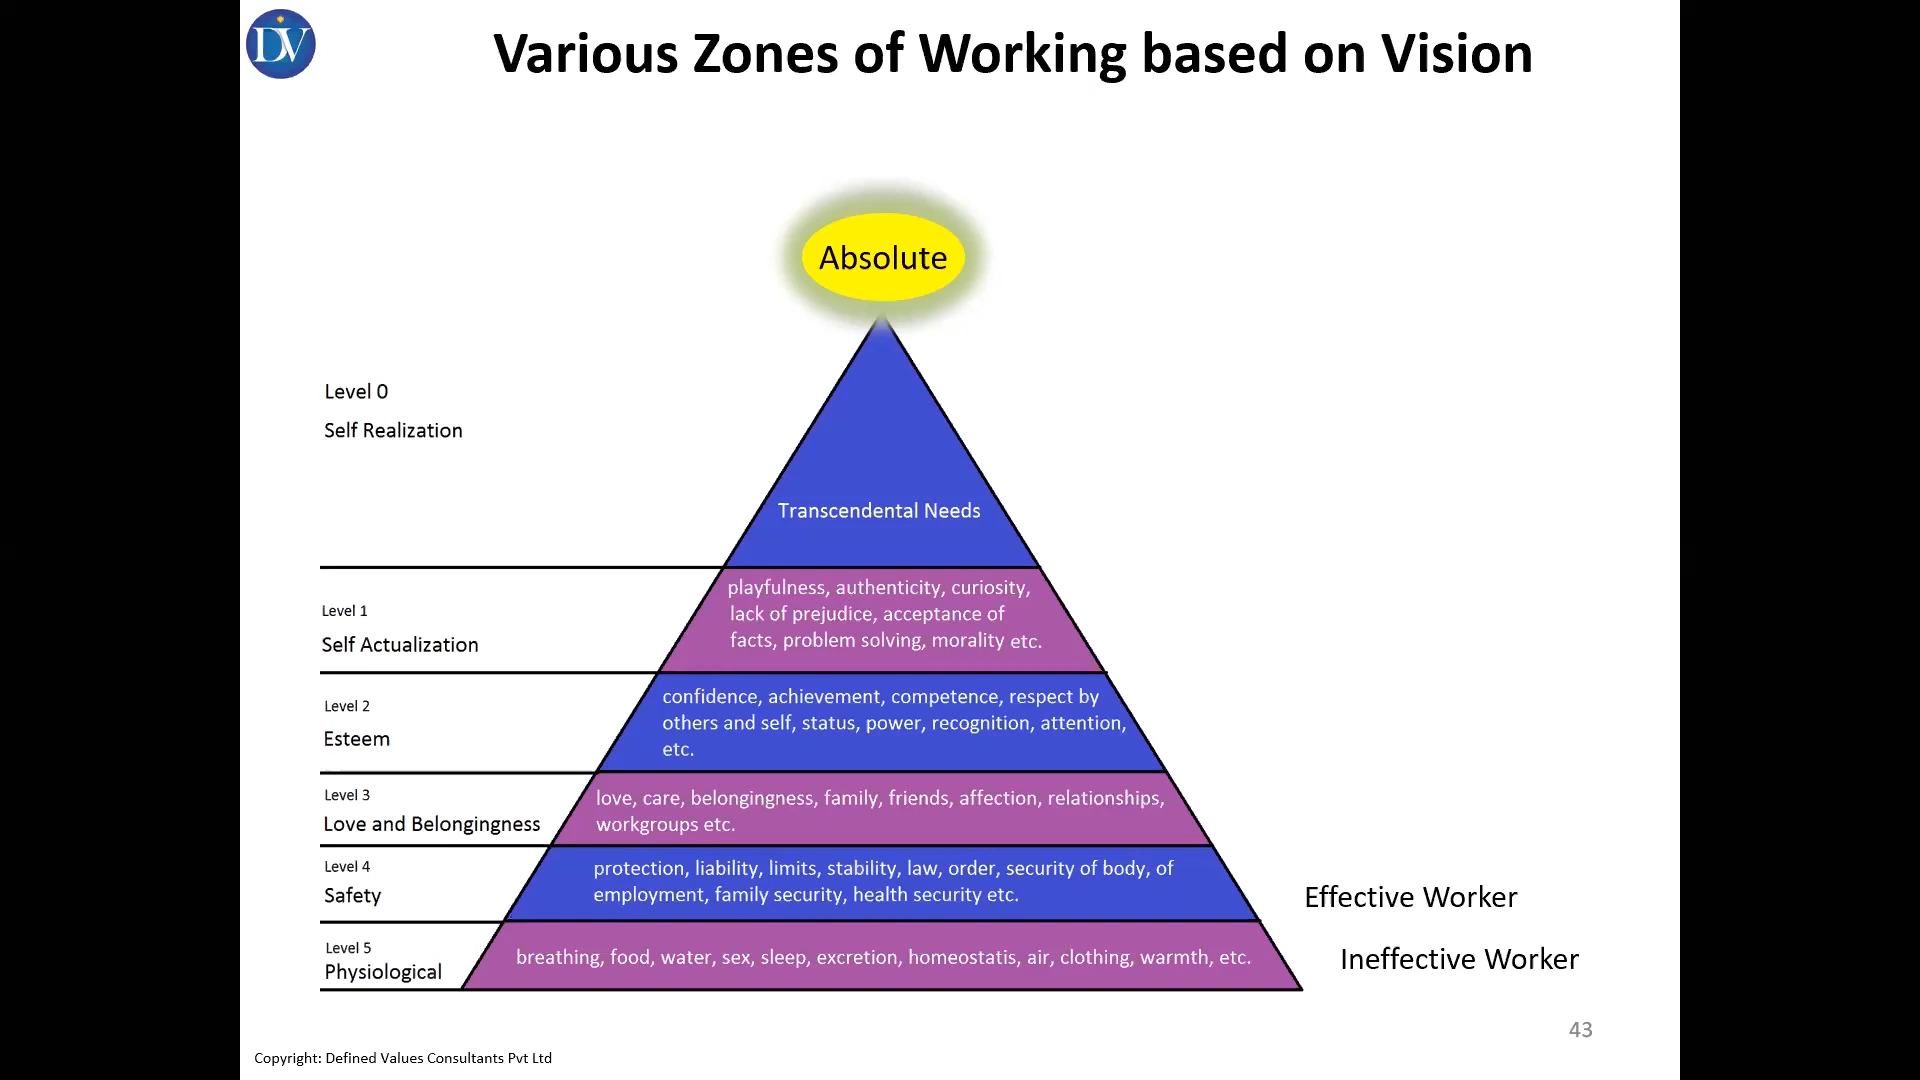 DV
Various Zones of Working based on Vision
Absolute
Level 0
Self Realization
Transcendental Needs
Level 1
Self Actualization
playfulness, authenticity, curiosity,
lack of prejudice, acceptance of
facts, problem solving, morality etc.
Level 2
Esteem
confidence, achievement, competence, respect by
others and self, status, power, recognition, attention,
etc.
Level 3
Love and Belongingness
love, care, belongingness, family, friends, affection, relationships,
workgroups etc.
Level 4
Safety
protection, liability, limits, stability, law, order, security of body, of
employment, family security, health security etc.
Effective Worker
Level 5
Physiological
breathing, food, water, sex, sleep, excretion, homeostatis, air, clothing, warmth, etc.
Ineffective Worker
43
Copyright: Defined Values Consultants Pvt Ltd